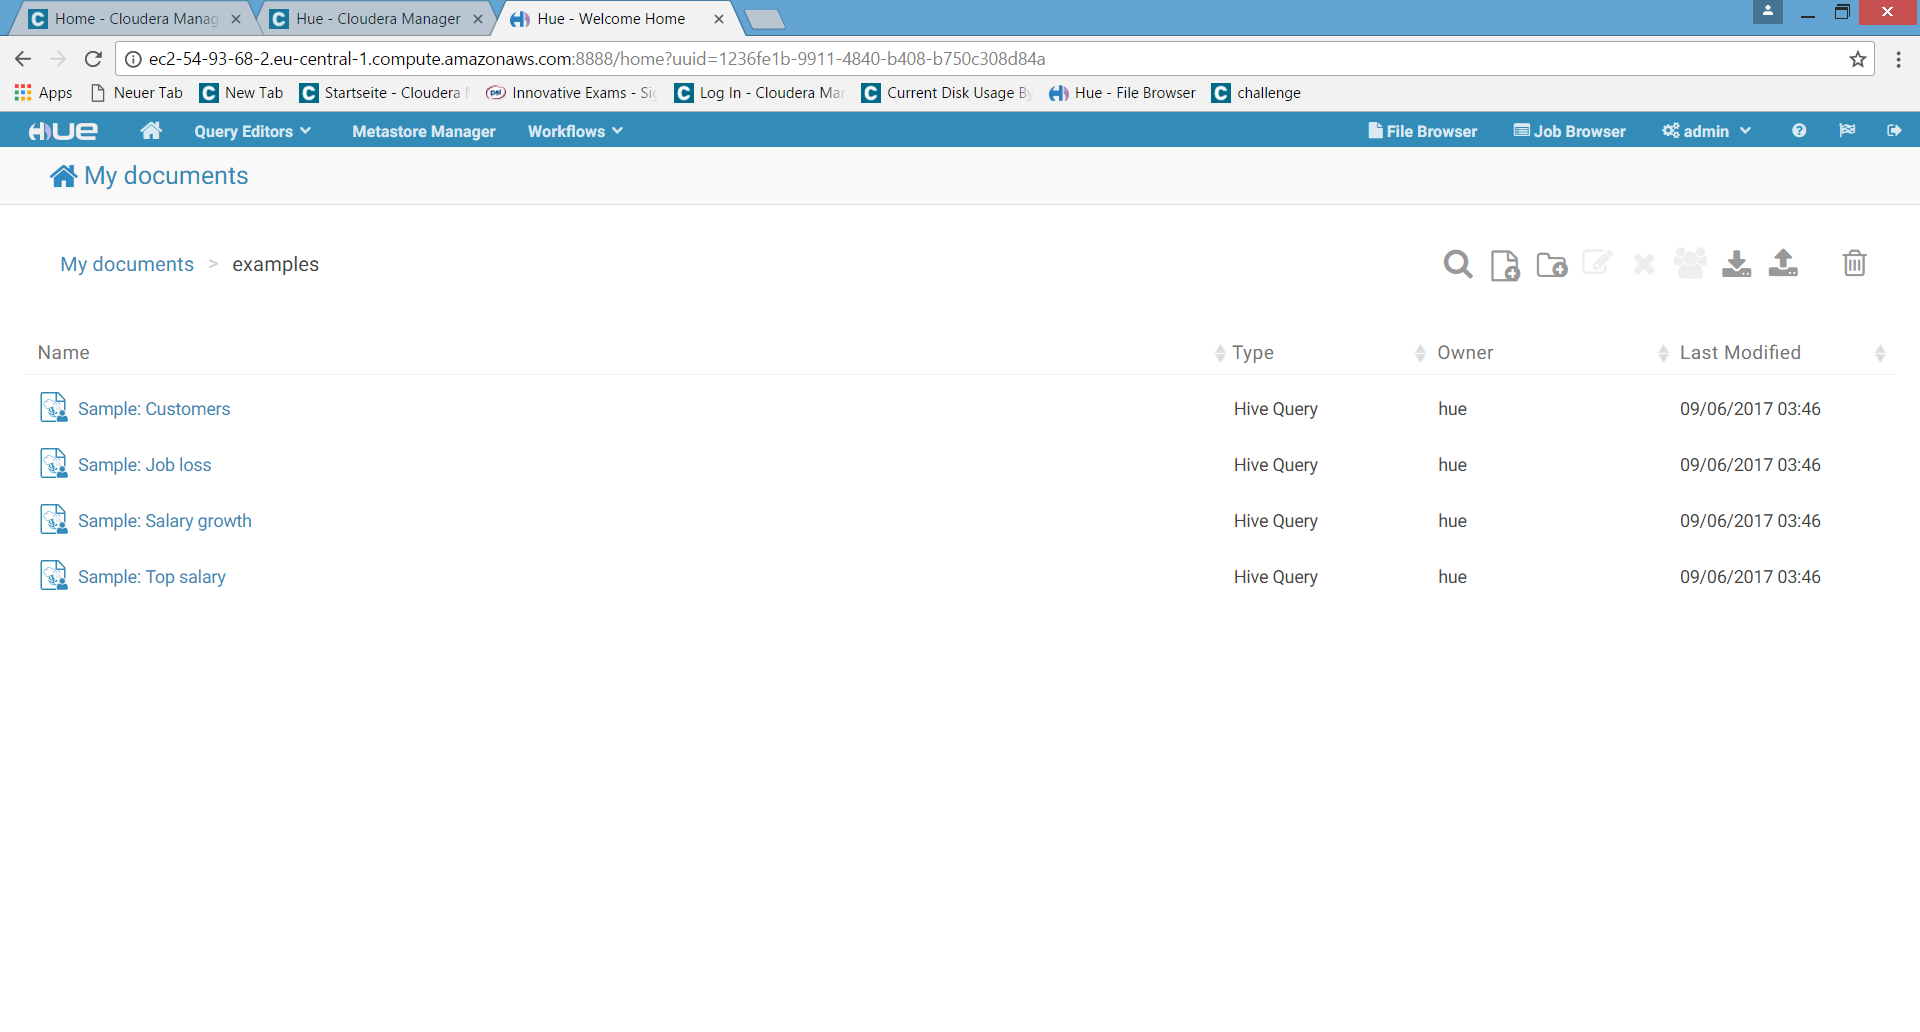 Home - Cloudera Manag
Hue - Cloudera Manager
Hue - Welcome Home
ec2-54-93-68-2.eu-central-1.compute.amazonaws.com:8888/home?uuid=1236fe1b-9911-4840-b408-b750c308d84a
Apps Neuer Tab New Tab Startseite - Cloudera Innovative Exams - Log In - Cloudera Current Disk Usage Hue - File Browser challenge
HUE Query Editors Metastore Manager Workflows File Browser Job Browser admin
My documents
My documents > examples
Name Type Owner Last Modified
Sample: Customers Hive Query hue 09/06/2017 03:46
Sample: Job loss Hive Query hue 09/06/2017 03:46
Sample: Salary growth Hive Query hue 09/06/2017 03:46
Sample: Top salary Hive Query hue 09/06/2017 03:46